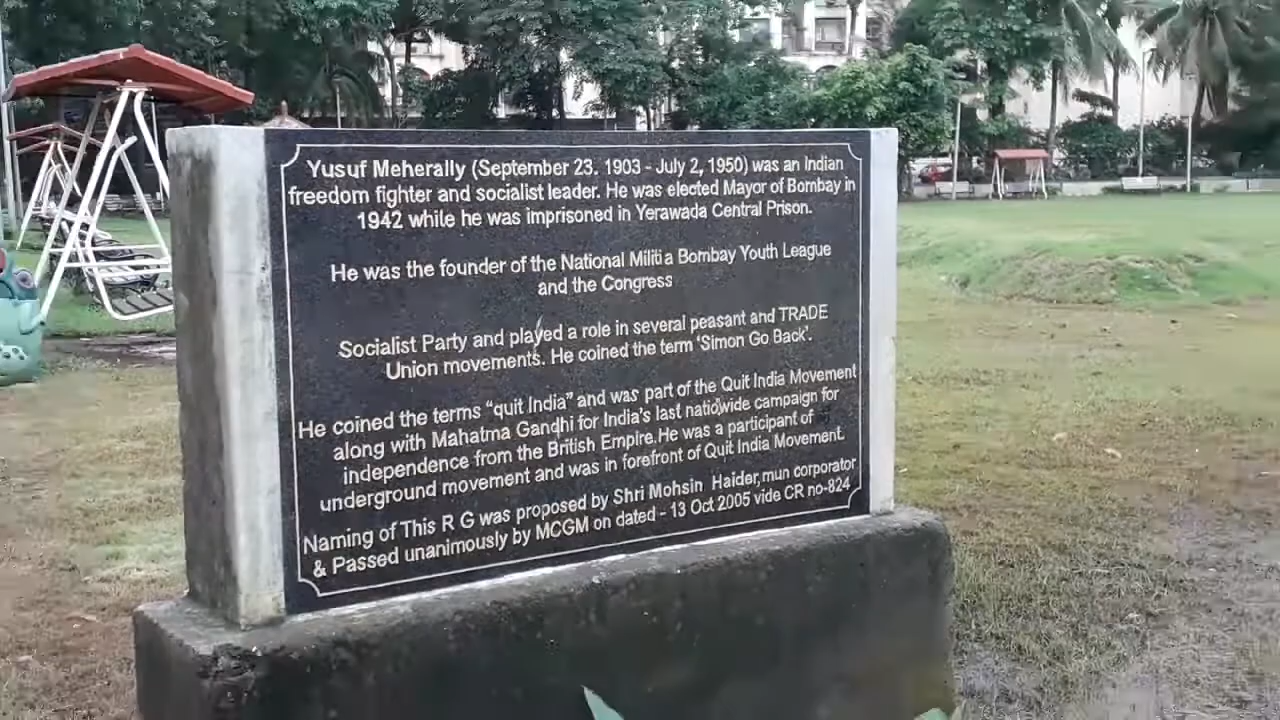 Yusuf Meherally (September 23. 1903 - July 2, 1950) was an Indian
freedom fighter and socialist leader. He was elected Mayor of Bombay in
1942 while he was imprisoned in Yerawada Central Prison.
He was the founder of the National Militia Bombay Youth League
and the Congress
Socialist Party and played a role in several peasant and TRADE
Union movements. He coined the term ‘Simon Go Back’.
He coined the terms “quit India” and was part of the Quit India Movement
along with Mahatma Gandhi for India's last natiowide campaign for
independence from the British Empire.He was a participant of
underground movement and was in forefront of Quit India Movement.
Naming of This R G was proposed by Shri Mohsin Haider,mun corporator
& Passed unanimously by MCGM on dated - 13 Oct 2005 vide CR no-824